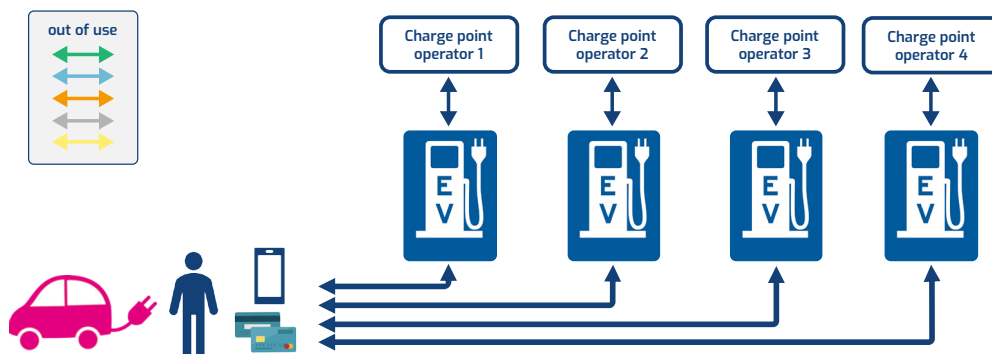 out of use
Charge point
operator 1
Charge point
operator 2
Charge point
operator 3
Charge point
operator 4
E
V
E
V
E
V
E
V